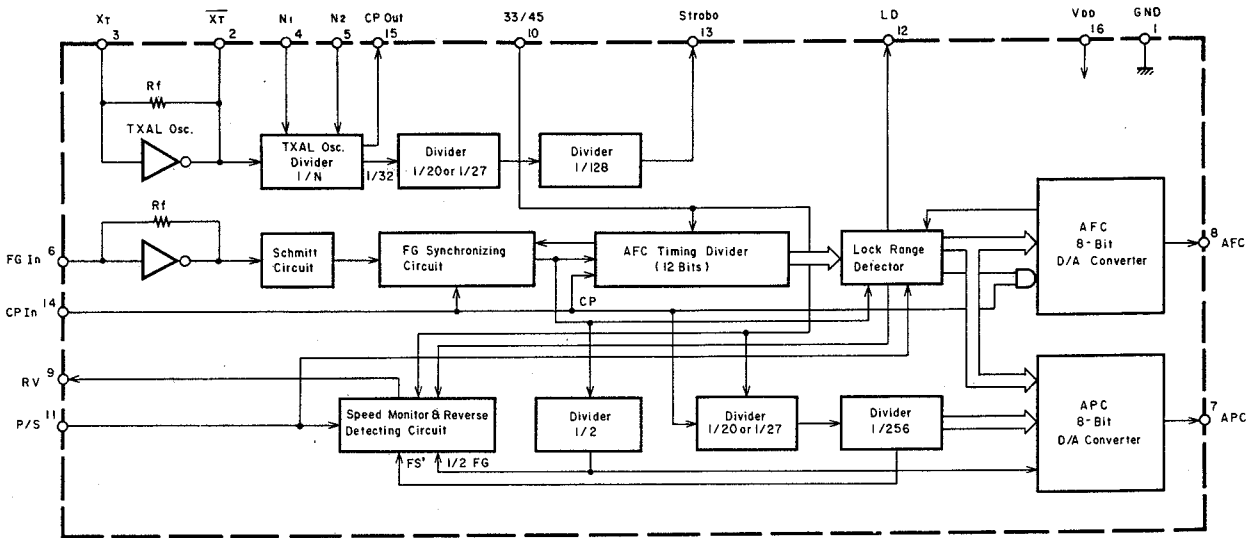 XT
3
XT
2
N1
4
N2
5
CP Out
15
33/45
10
Strobo
13
LD
12
VDD
16
GND
1
Rf
TXAL Osc.
TXAL Osc.
Divider
1/N
1/32
Divider
1/20 or 1/27
Divider
1/128
Rf
FG In 6
Schmitt
Circuit
FG Synchronizing
Circuit
AFC Timing Divider
(12 Bits)
Lock Range
Detector
AFC
8-Bit
D/A Converter
8 AFC
CP In 14
CP
RV 9
P/S 11
Speed Monitor & Reverse
Detecting Circuit
FS' 1/2 FG
Divider
1/2
Divider
1/20 or 1/27
Divider
1/256
APC
8-Bit
D/A Converter
7 APC